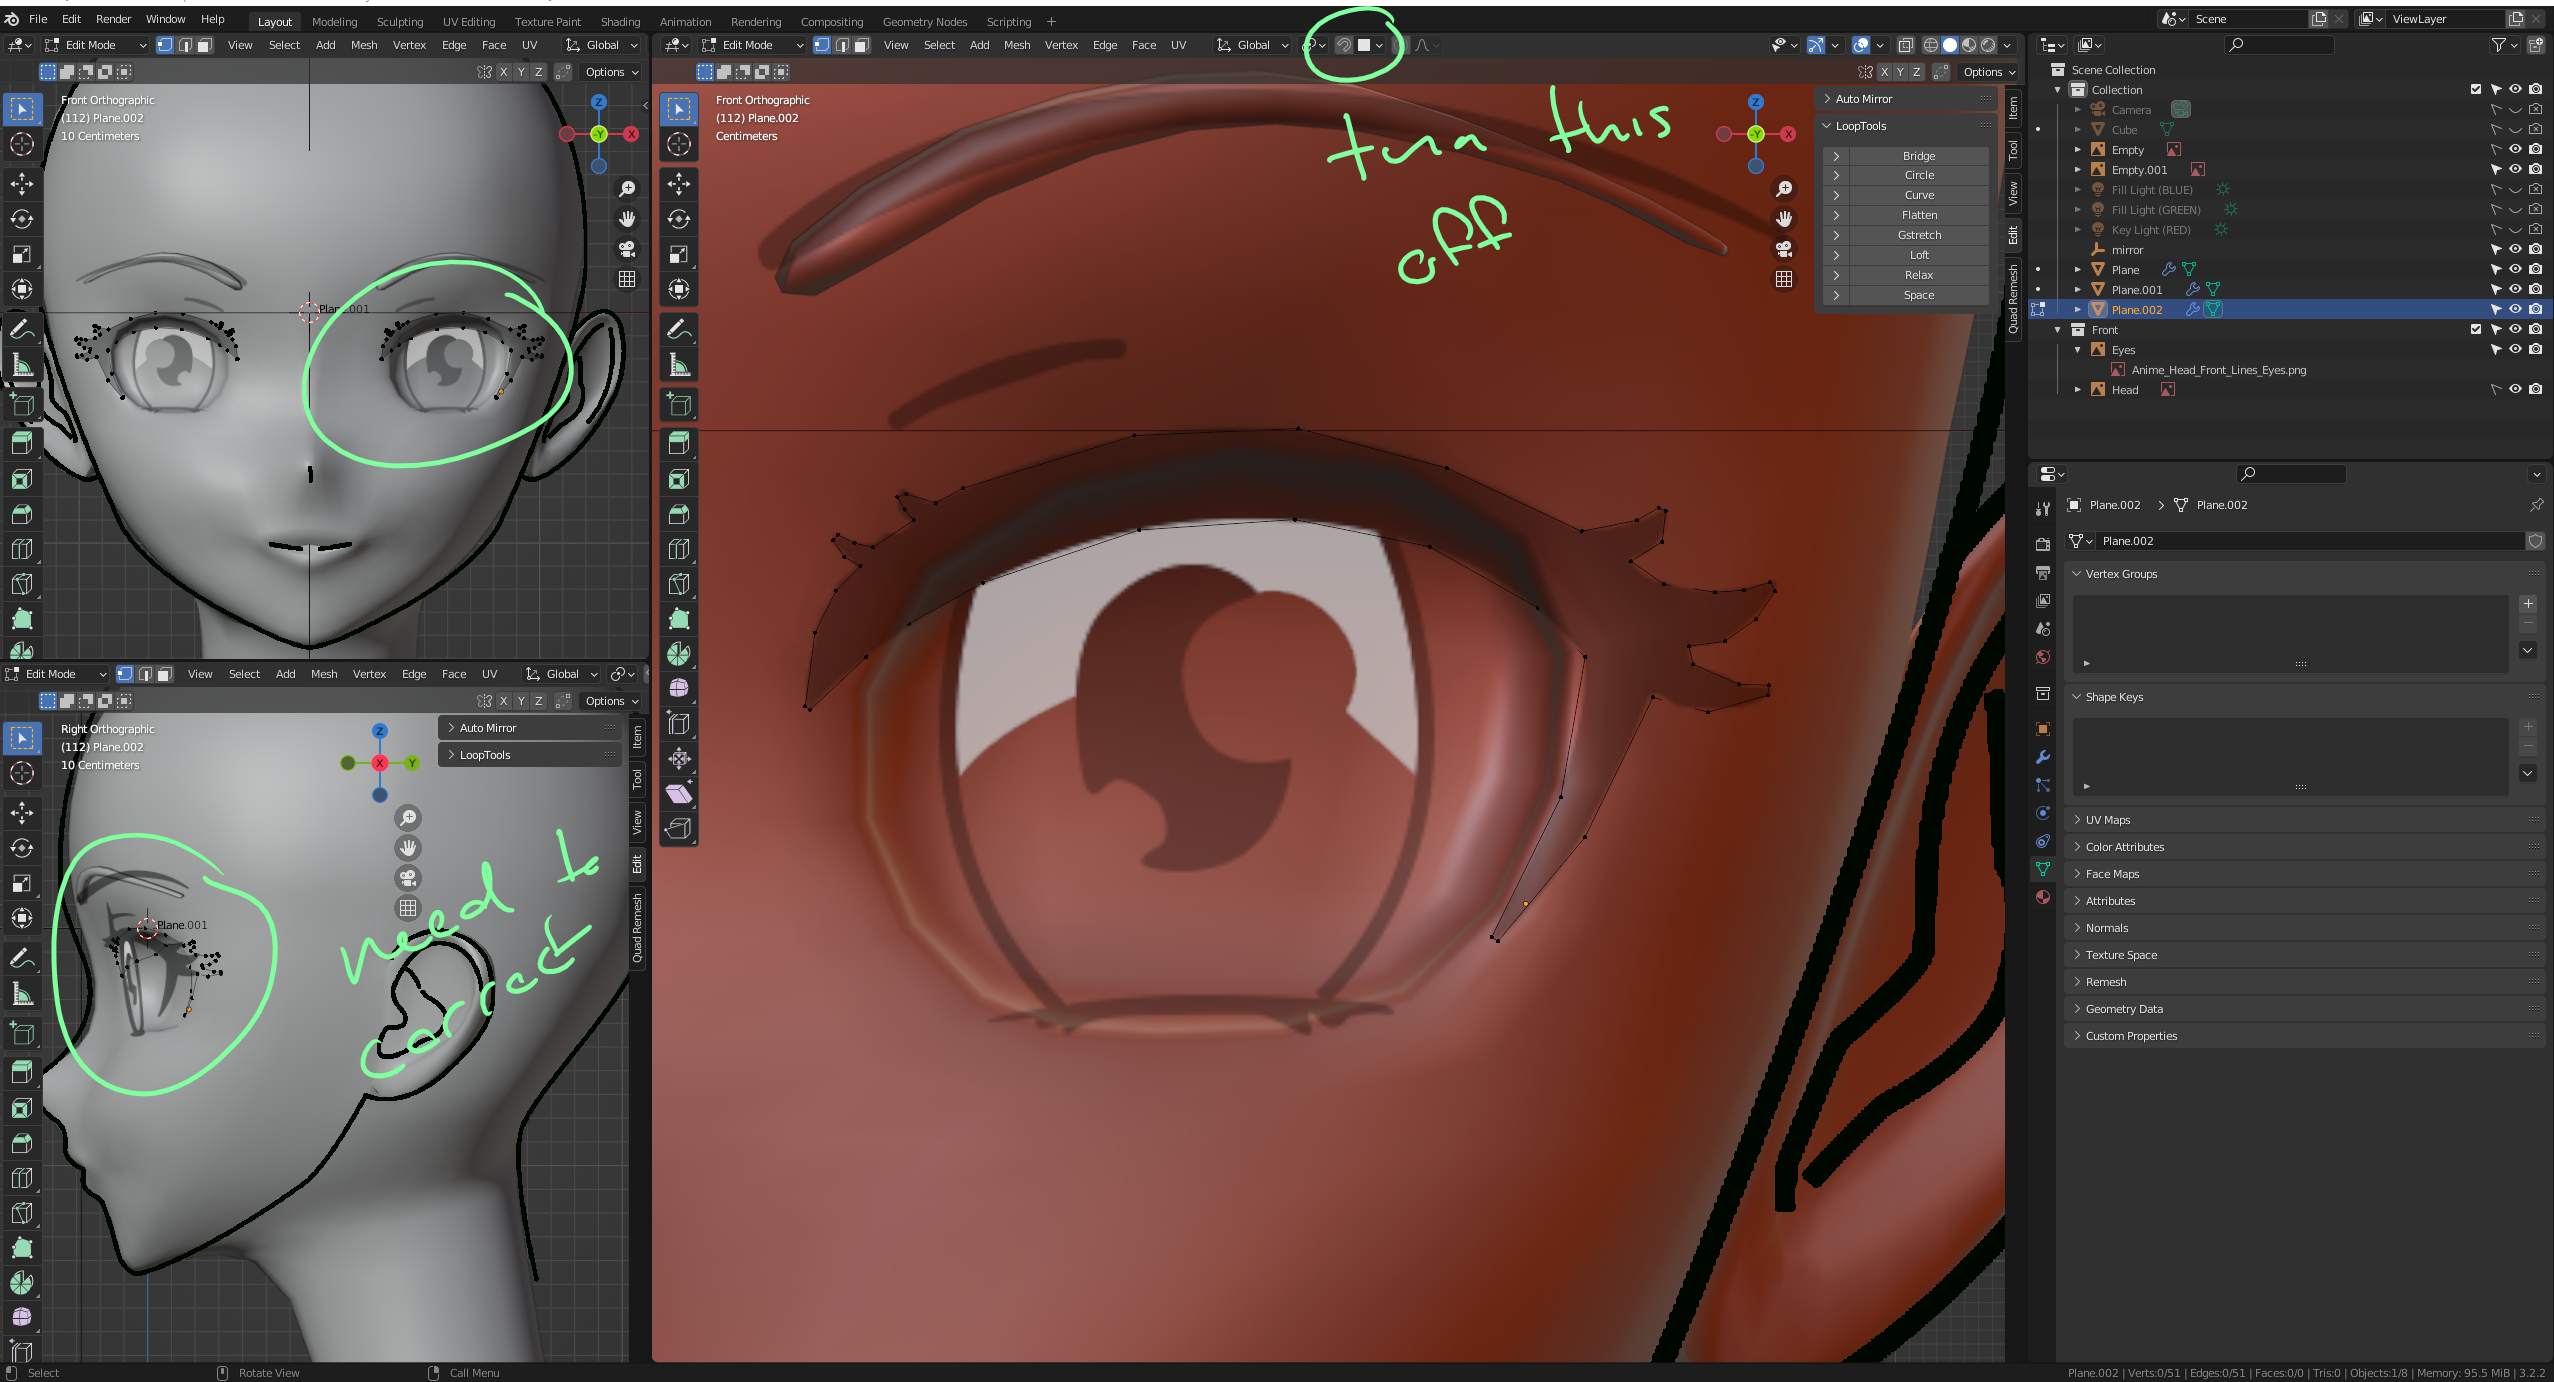 File Edit Render Window Help Layout Modeling Sculpting UV Editing Texture Paint Shading Animation Rendering Compositing Geometry Nodes Scripting + Scene ViewLayer
Edit Mode View Select Add Mesh Vertex Edge Face UV Global
X Y Z Options
Front Orthographic
(112) Plane.002
10 Centimeters
Z
-Y X
Plane.001
Edit Mode View Select Add Mesh Vertex Edge Face UV Global
X Y Z Options
Front Orthographic
(112) Plane.002
Centimeters
Z
-Y X
turn this
off
Auto Mirror
LoopTools
Bridge
Circle
Curve
Flatten
Gstretch
Loft
Relax
Space
Item
Tool
View
Edit
Quad Remesh
Edit Mode View Select Add Mesh Vertex Edge Face UV Global
X Y Z Options
Right Orthographic
(112) Plane.002
10 Centimeters
Z
X Y
Auto Mirror
LoopTools
Item
Tool
View
Edit
Quad Remesh
Plane.001
need to
correct
Scene Collection
Collection
Camera
Cube
Empty
Empty.001
Fill Light (BLUE)
Fill Light (GREEN)
Key Light (RED)
mirror
Plane
Plane.001
Plane.002
Front
Eyes
Anime_Head_Front_Lines_Eyes.png
Head
Plane.002 > Plane.002
Plane.002
Vertex Groups
Shape Keys
UV Maps
Color Attributes
Face Maps
Attributes
Normals
Texture Space
Remesh
Geometry Data
Custom Properties
Select Rotate View Call Menu
Plane.002 | Verts:0/51 | Edges:0/51 | Faces:0/0 | Tris:0 | Objects:1/8 | Memory: 95.5 MiB | 3.2.2